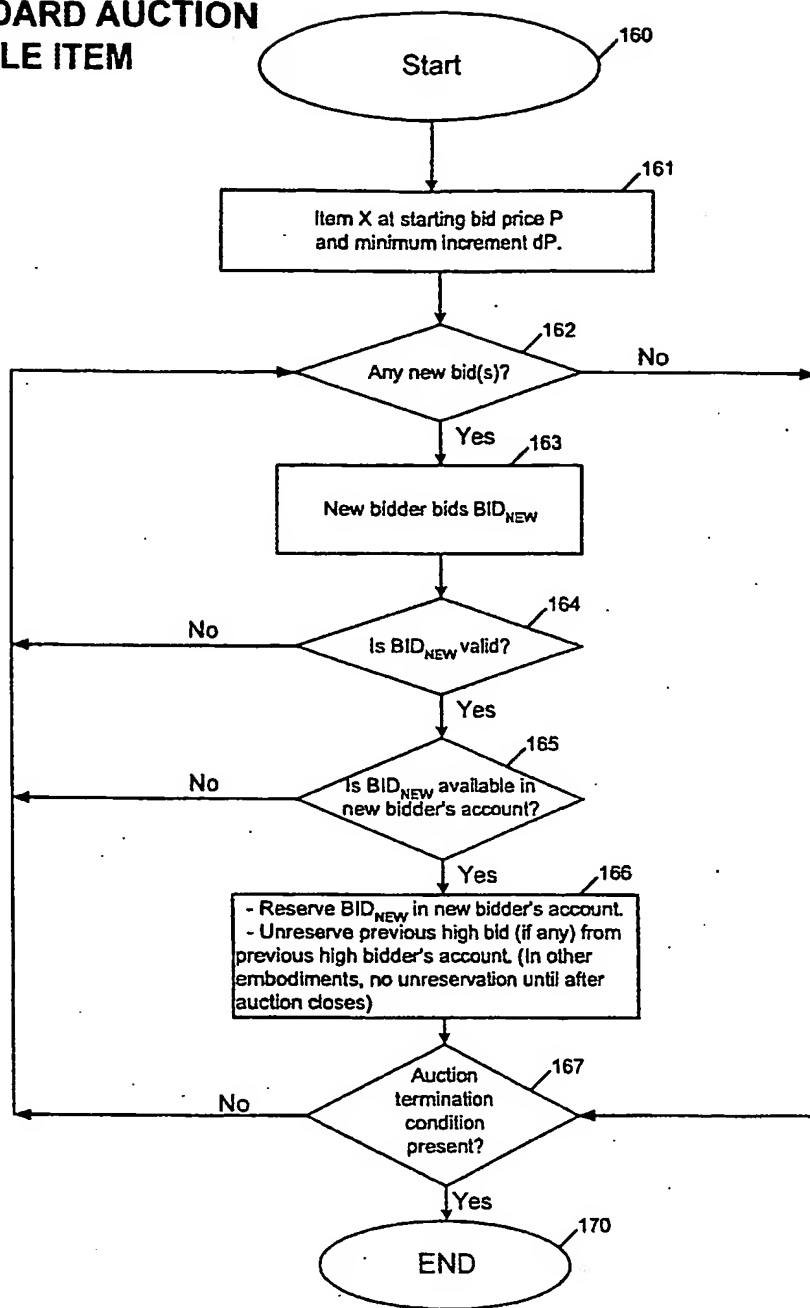 DARD AUCTION
LE ITEM
160
Start
161
Item X at starting bid price P
and minimum increment dP.
162
Any new bid(s)?
No
Yes
163
New bidder bids BID_NEW
164
No
Is BID_NEW valid?
Yes
165
No
Is BID_NEW available in
new bidder's account?
Yes
166
- Reserve BID_NEW in new bidder's account.
- Unreserve previous high bid (if any) from
previous high bidder's account. (In other
embodiments, no unreservation until after
auction closes)
167
Auction
termination
condition
present?
No
Yes
170
END